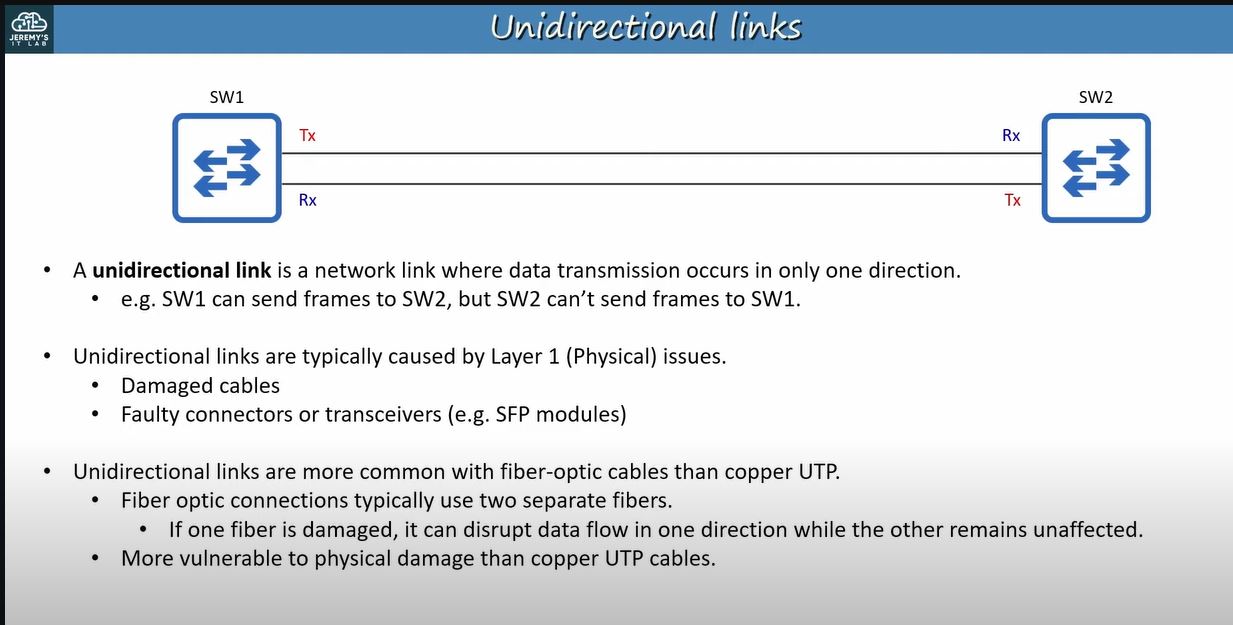 JEREMY'S
IT LAB
Unidirectional links
SW1
SW2
Tx
Rx
Rx
Tx
• A unidirectional link is a network link where data transmission occurs in only one direction.
• e.g. SW1 can send frames to SW2, but SW2 can’t send frames to SW1.
• Unidirectional links are typically caused by Layer 1 (Physical) issues.
• Damaged cables
• Faulty connectors or transceivers (e.g. SFP modules)
• Unidirectional links are more common with fiber-optic cables than copper UTP.
• Fiber optic connections typically use two separate fibers.
• If one fiber is damaged, it can disrupt data flow in one direction while the other remains unaffected.
• More vulnerable to physical damage than copper UTP cables.